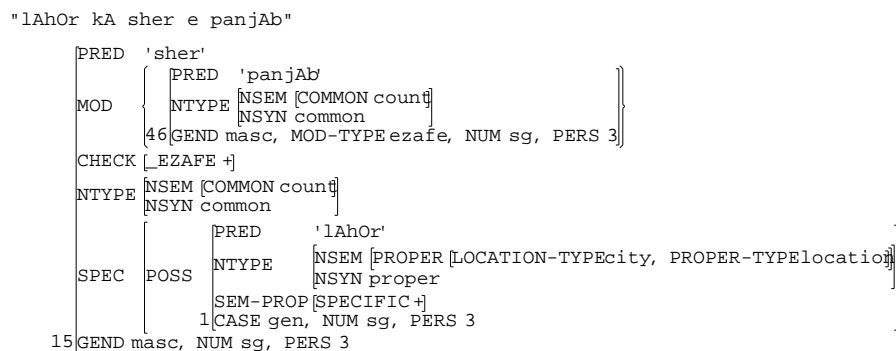 "lAhOr kA sher e panjAb"
PRED 'sher'
PRED 'panjAb'
MOD NTYPE NSEM [COMMON count]
NSYN common
46 GEND masc, MOD-TYPE ezafe, NUM sg, PERS 3
CHECK [_EZAFE +]
NTYPE NSEM [COMMON count]
NSYN common
PRED 'lAhOr'
NTYPE NSEM [PROPER [LOCATION-TYPE city, PROPER-TYPE location]]
NSYN proper
SPEC POSS
SEM-PROP [SPECIFIC +]
1 CASE gen, NUM sg, PERS 3
15 GEND masc, NUM sg, PERS 3